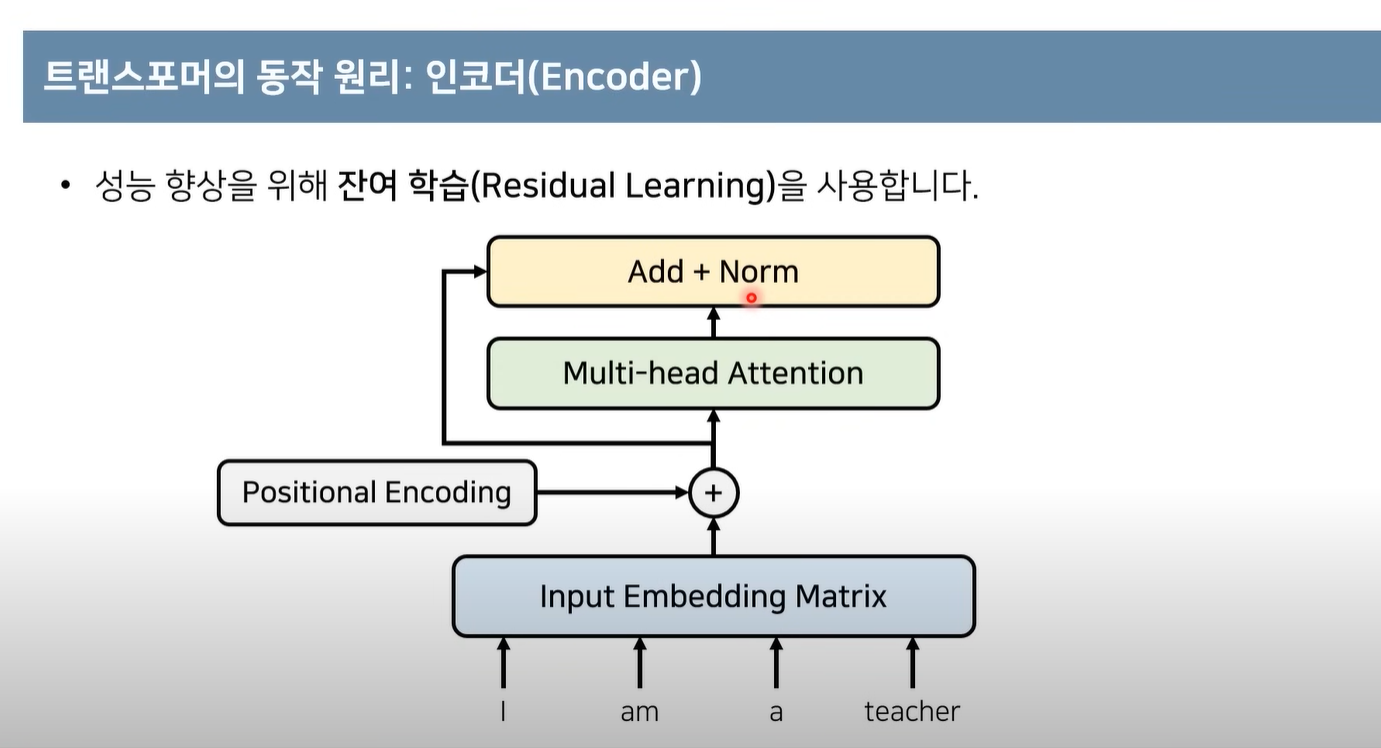 트랜스포머의 동작 원리: 인코더(Encoder)
• 성능 향상을 위해 잔여 학습(Residual Learning)을 사용합니다.
Add + Norm
Multi-head Attention
Positional Encoding
+
Input Embedding Matrix
I am a teacher